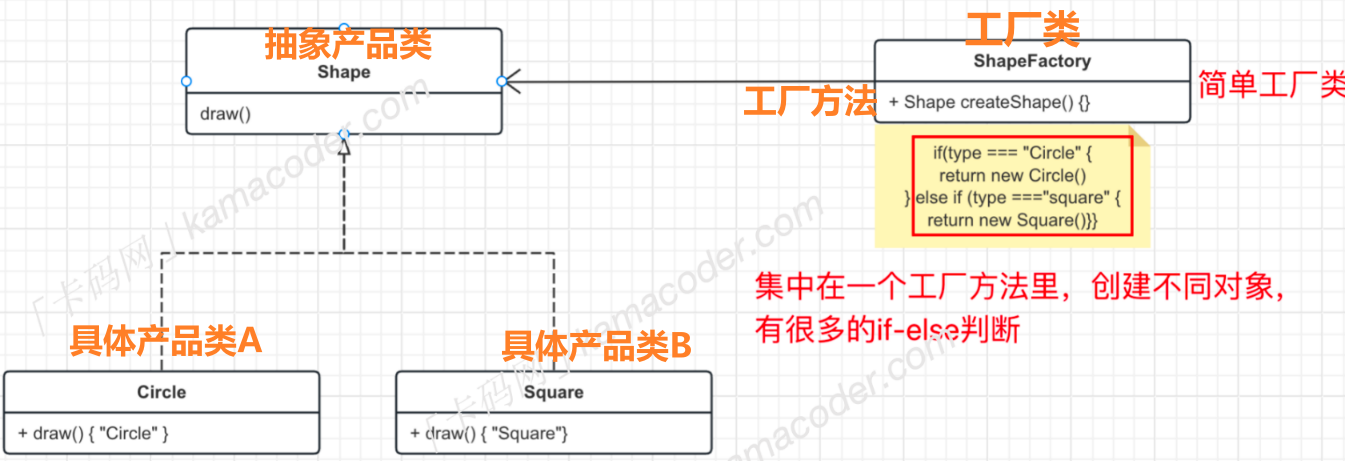 抽象产品类
Shape
draw()
工厂类
ShapeFactory
工厂方法
+ Shape createShape() {}
简单工厂类
if(type === "Circle" {
return new Circle()
} else if (type ==="square" {
return new Square()}}
集中在一个工厂方法里，创建不同对象，
有很多的if-else判断
具体产品类A
Circle
+ draw() { "Circle" }
具体产品类B
Square
+ draw() { "Square"}
「卡码网」kamacoder.com
「卡码网」kamacoder.com
kamacoder.com